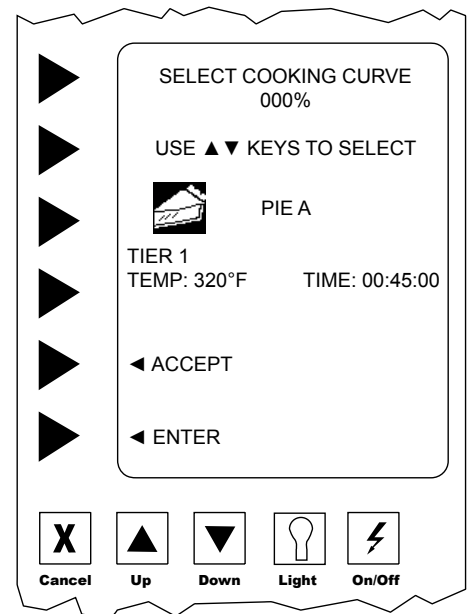 SELECT COOKING CURVE
000%
USE ▲▼ KEYS TO SELECT
PIE A
TIER 1
TEMP: 320°F TIME: 00:45:00
◄ ACCEPT
◄ ENTER
X
Cancel Up Down Light On/Off